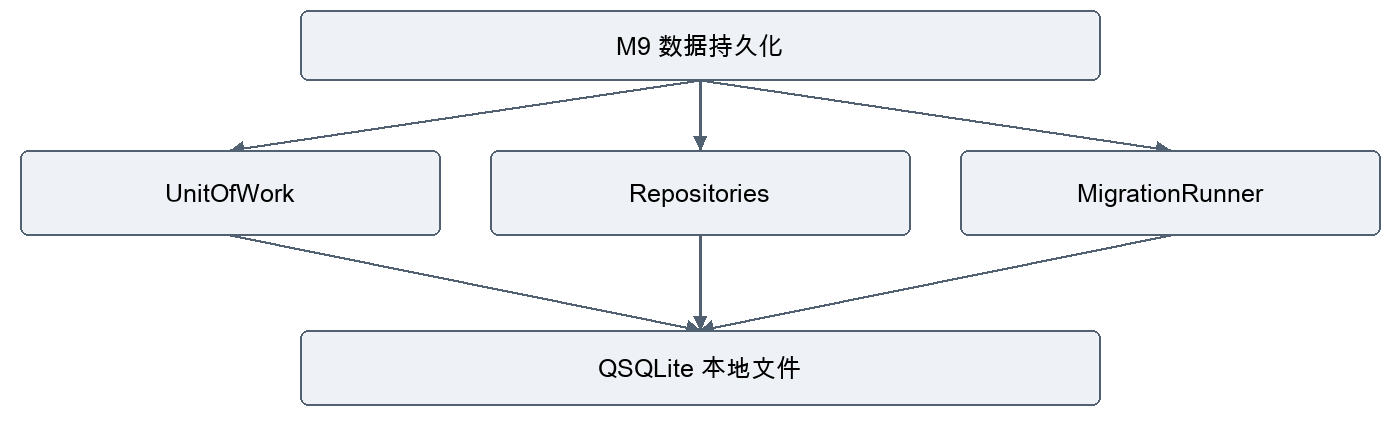 M9 数据持久化
UnitOfWork
Repositories
MigrationRunner
QSQLite 本地文件